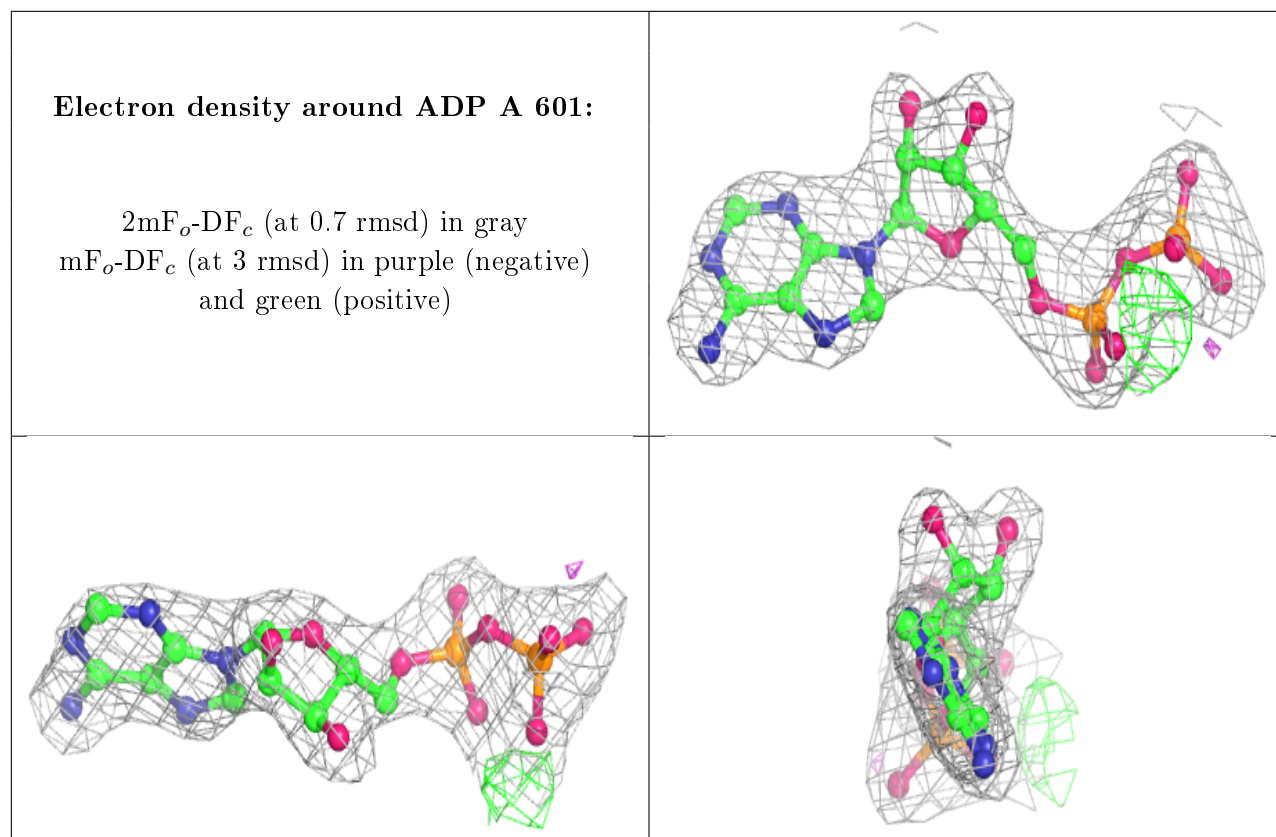 Electron density around ADP A 601:
2mFo-DFc (at 0.7 rmsd) in gray
mFo-DFc (at 3 rmsd) in purple (negative)
and green (positive)